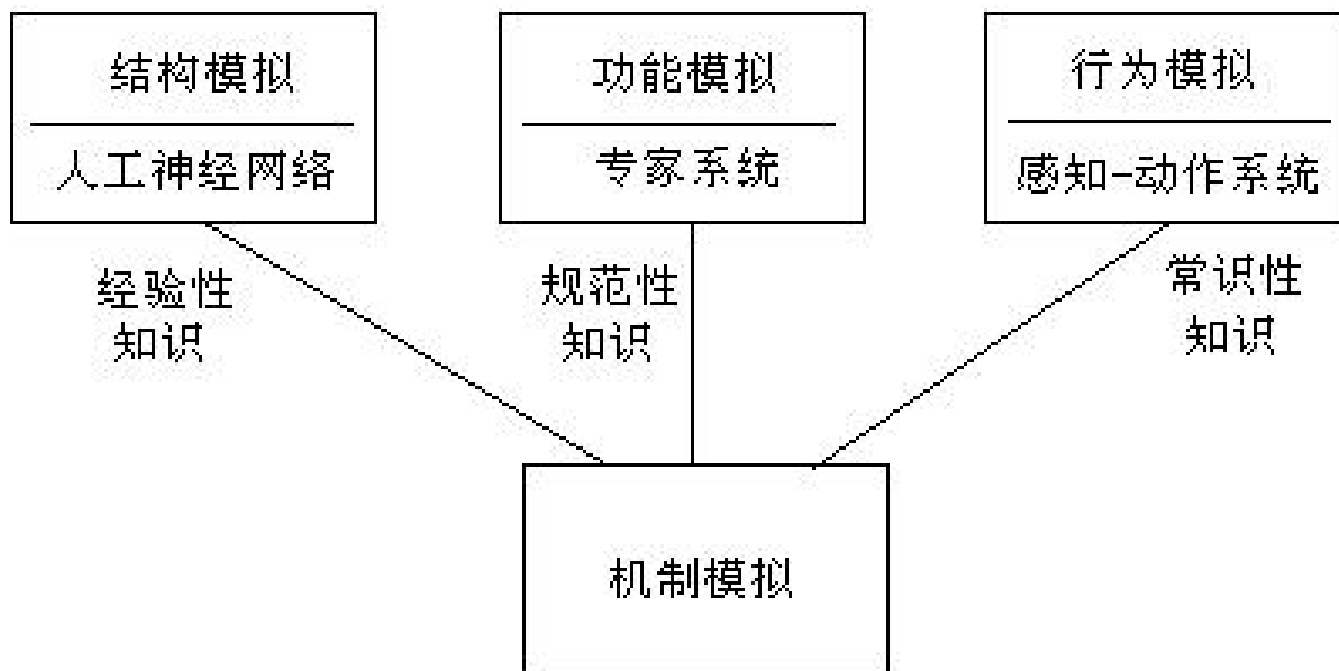 结构模拟
人工神经网络
功能模拟
专家系统
行为模拟
感知-动作系统
经验性
知识
规范性
知识
常识性
知识
机制模拟